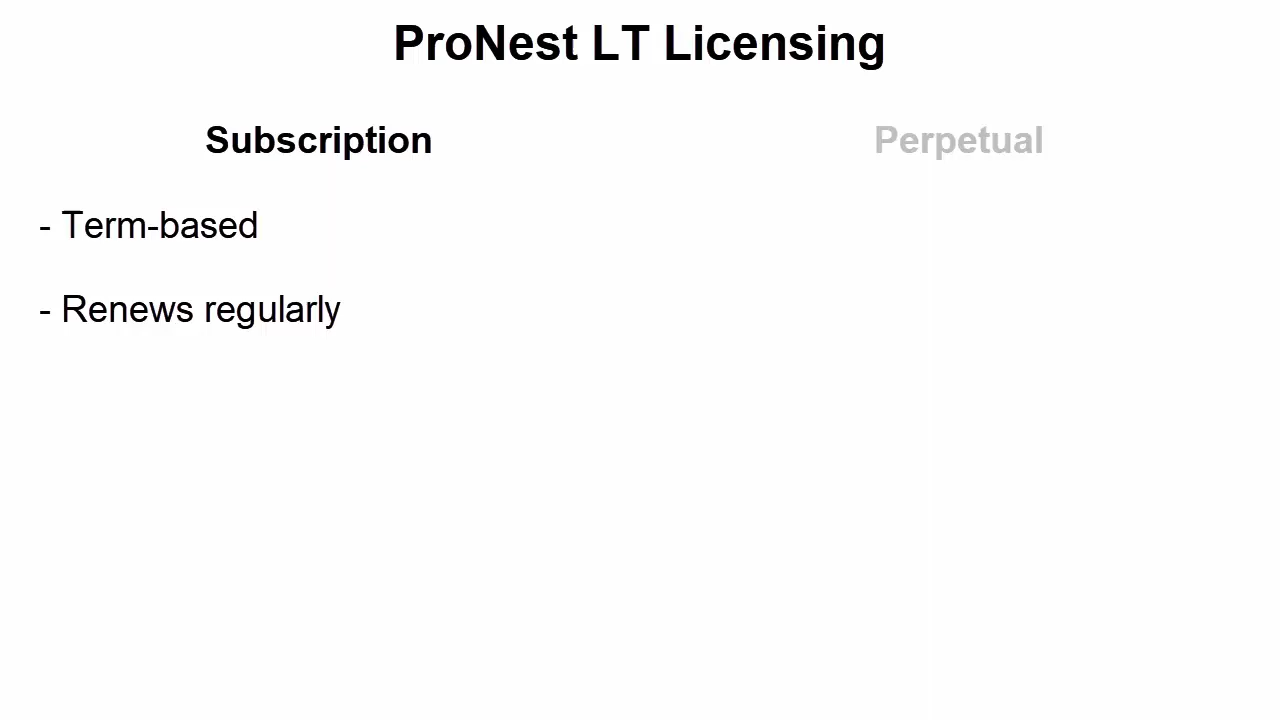 ProNest LT Licensing
Subscription
Perpetual
- Term-based
- Renews regularly